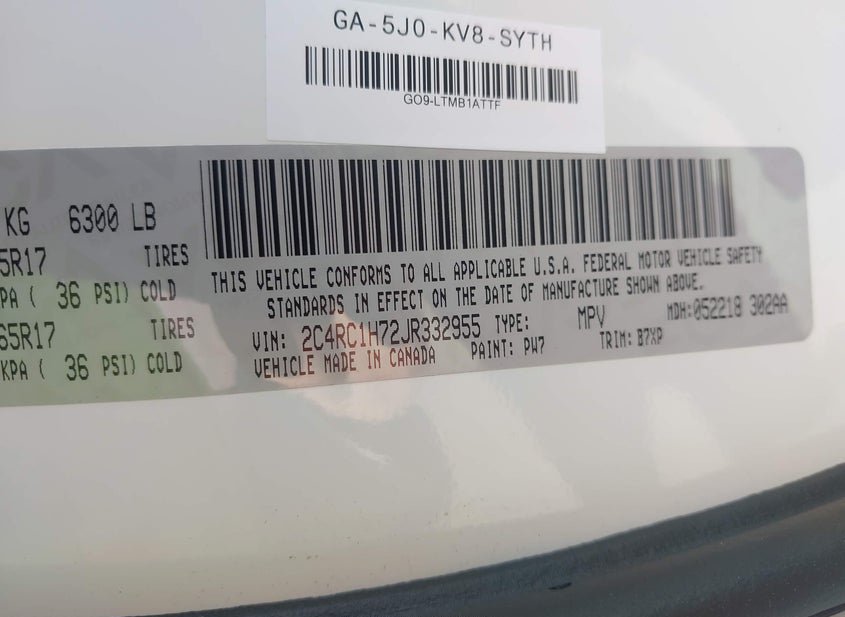 GA-5J0-KV8-SYTH
GO9-LTMB1ATTF
KG 6300 LB
5R17 TIRES
PA ( 36 PSI) COLD
65R17 TIRES
KPA ( 36 PSI) COLD
THIS VEHICLE CONFORMS TO ALL APPLICABLE U.S.A. FEDERAL MOTOR VEHICLE SAFETY
STANDARDS IN EFFECT ON THE DATE OF MANUFACTURE SHOWN ABOVE.
VIN: 2C4RC1H72JR332955 TYPE: MPV MDH:052218 302AA
VEHICLE MADE IN CANADA PAINT: PW7 TRIM: B7XP